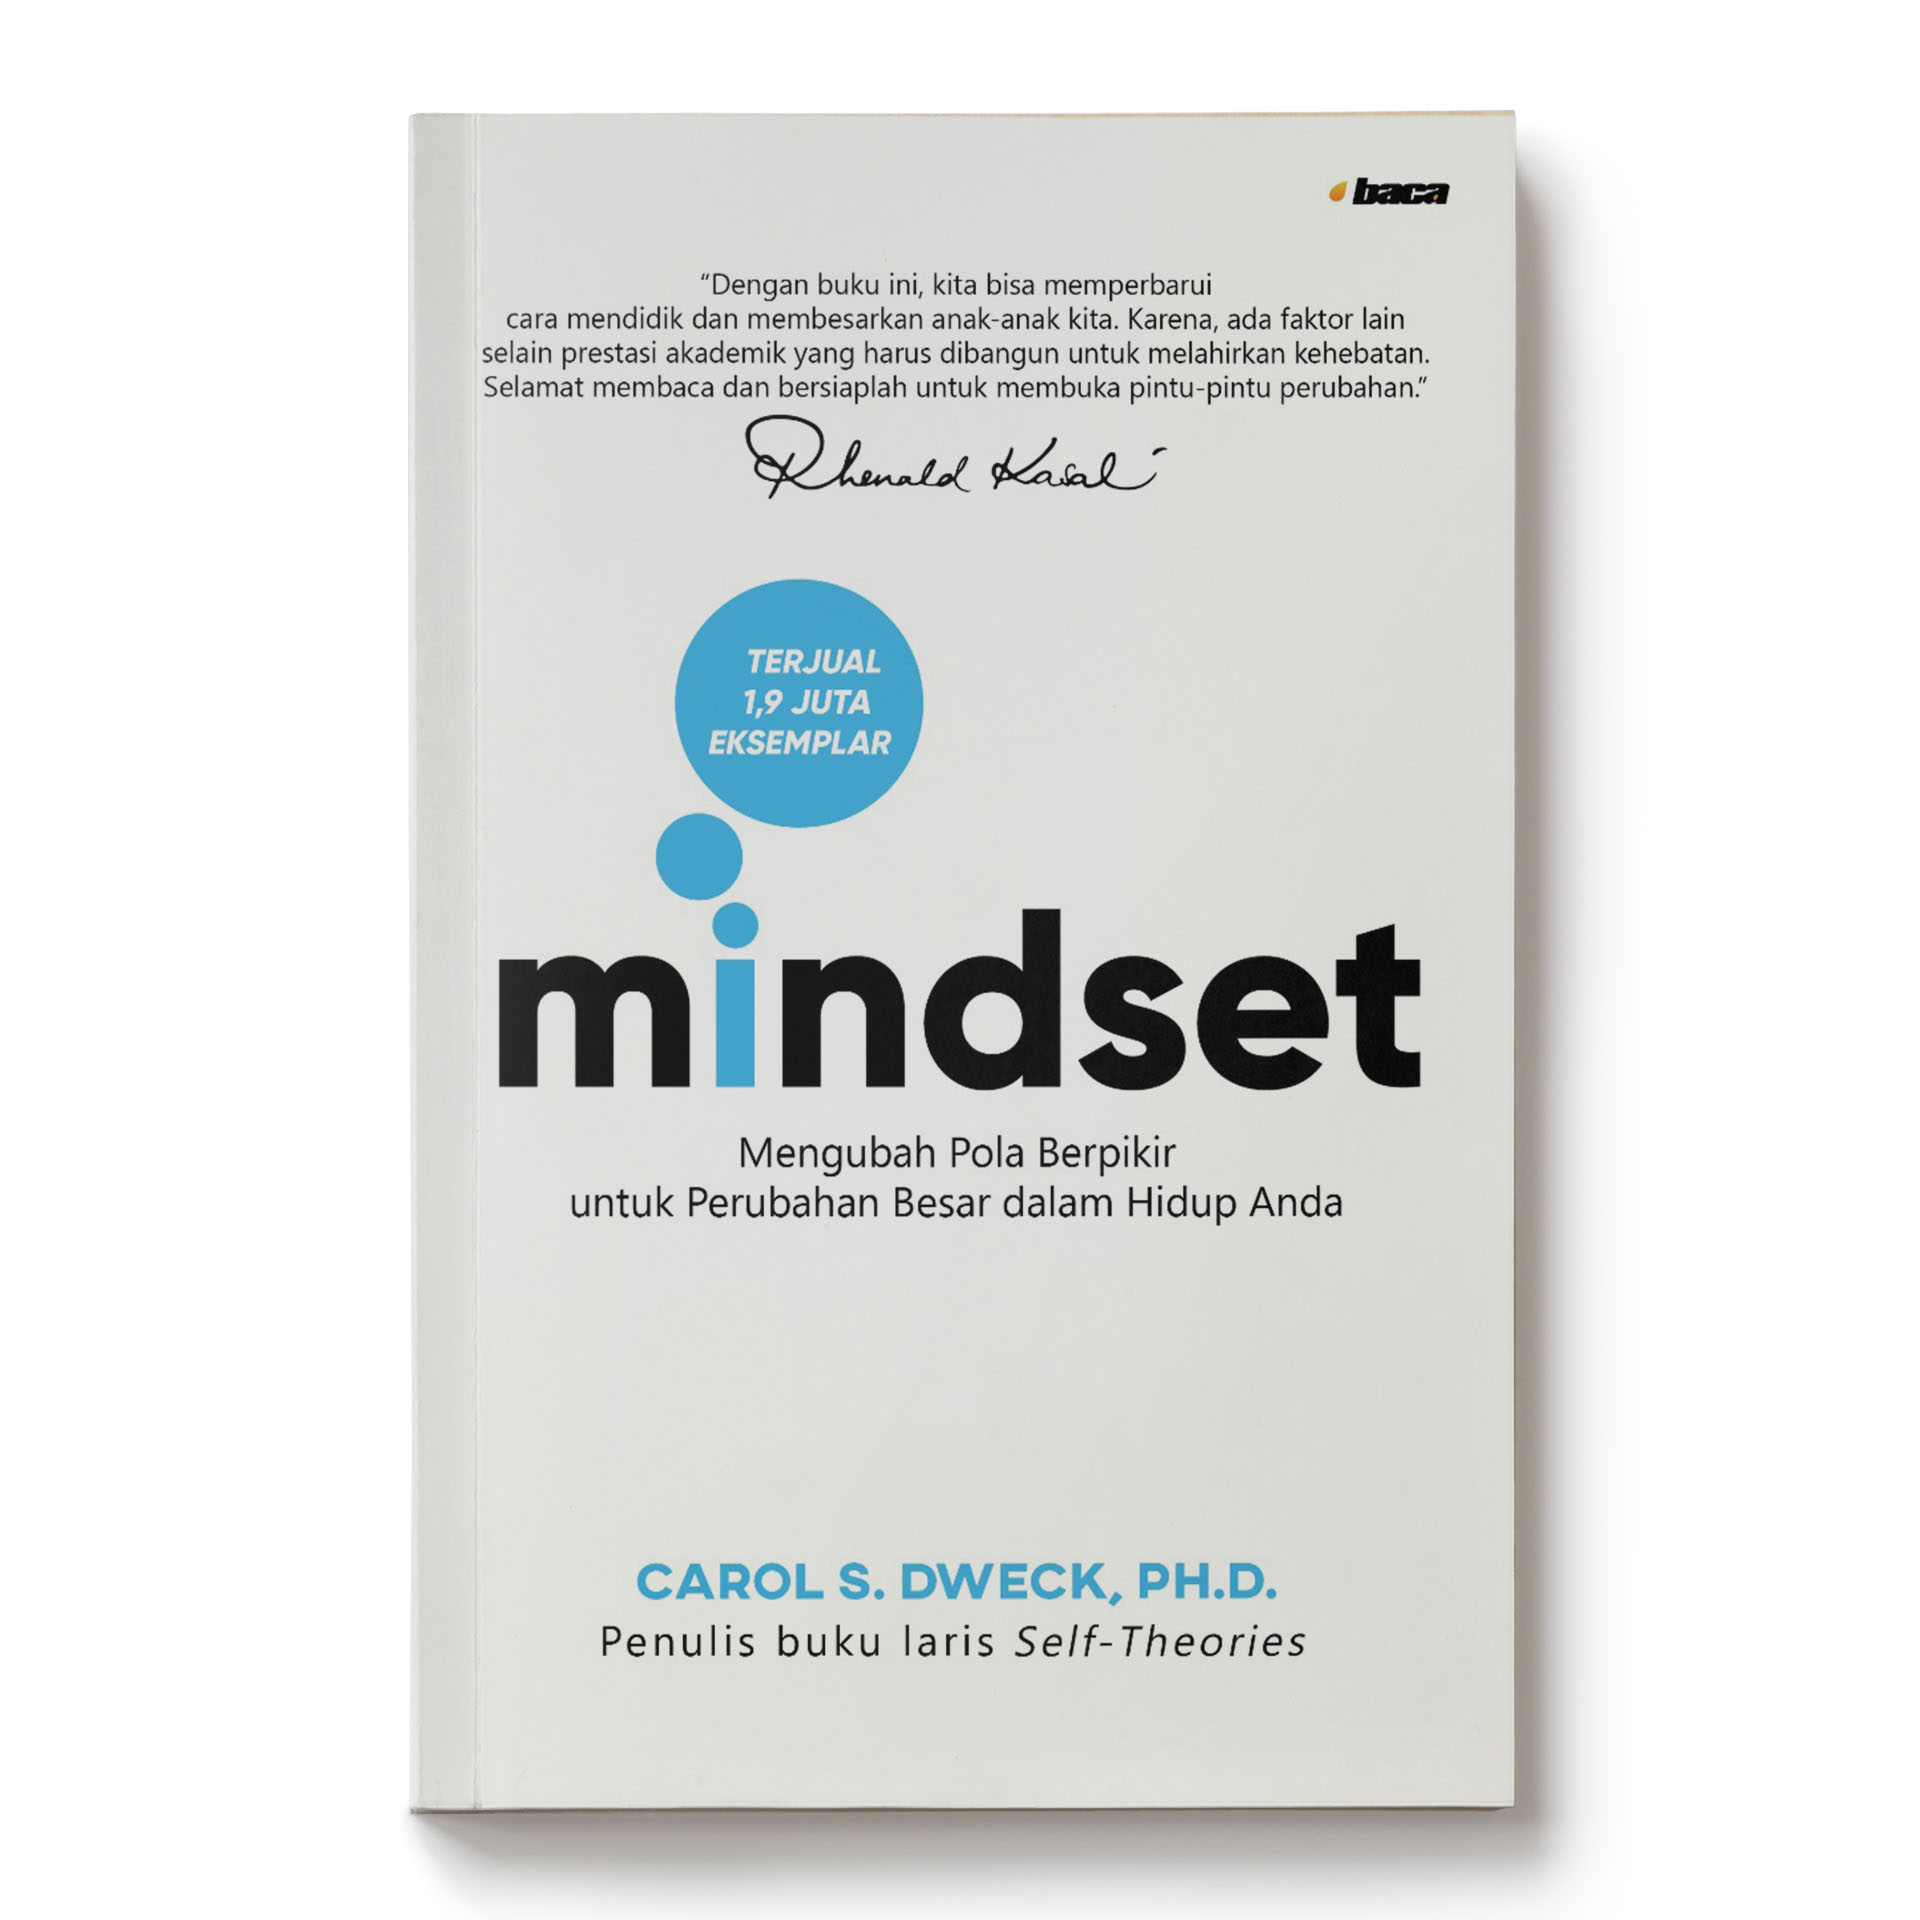 baca
“Dengan buku ini, kita bisa memperbarui
cara mendidik dan membesarkan anak-anak kita. Karena, ada faktor lain
selain prestasi akademik yang harus dibangun untuk melahirkan kehebatan.
Selamat membaca dan bersiaplah untuk membuka pintu-pintu perubahan.”
Rhenald Kasali
TERJUAL
1,9 JUTA
EKSEMPLAR
mindset
Mengubah Pola Berpikir
untuk Perubahan Besar dalam Hidup Anda
CAROL S. DWECK, PH.D.
Penulis buku laris Self-Theories